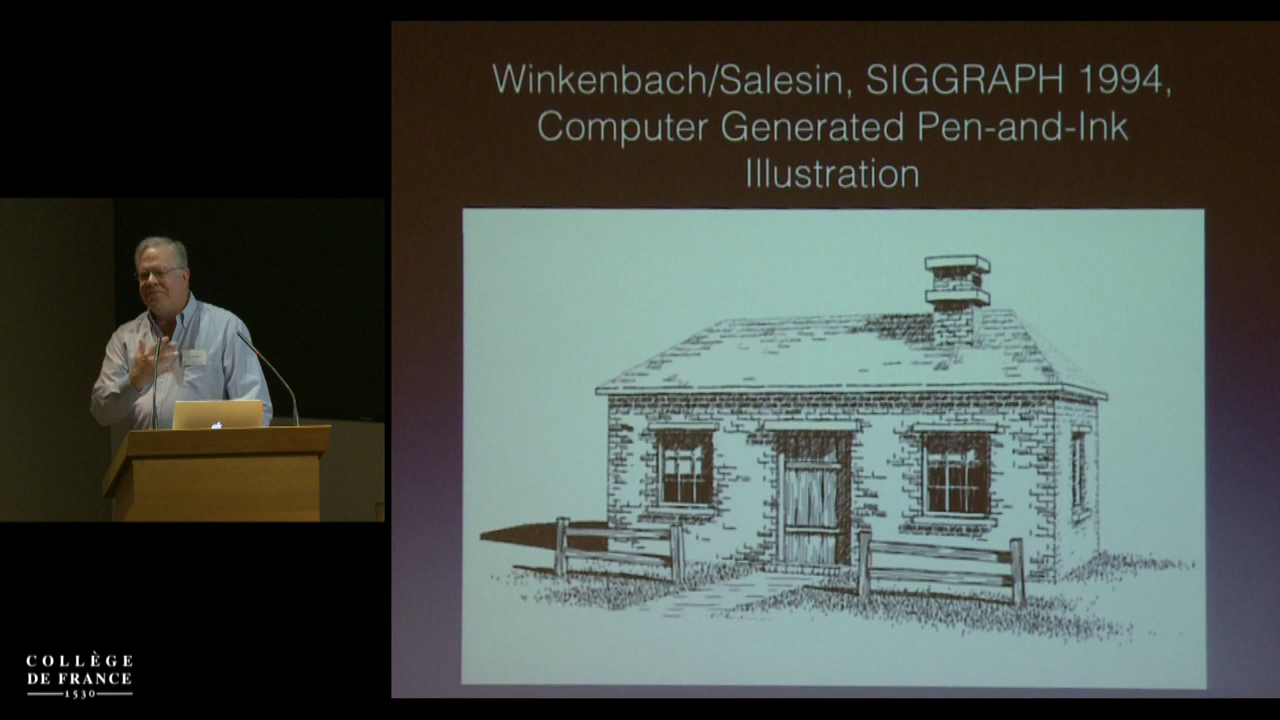 Winkenbach/Salesin, SIGGRAPH 1994,
Computer Generated Pen-and-Ink
Illustration
COLLÈGE
DE FRANCE
1530